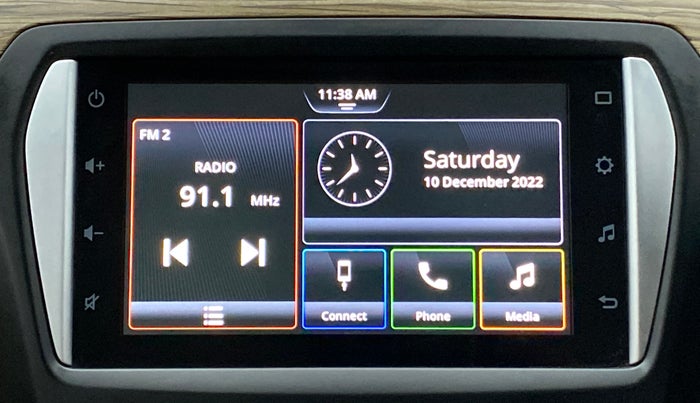 11:38 AM
FM 2
RADIO
91.1 MHz
Saturday
10 December 2022
Connect
Phone
Media